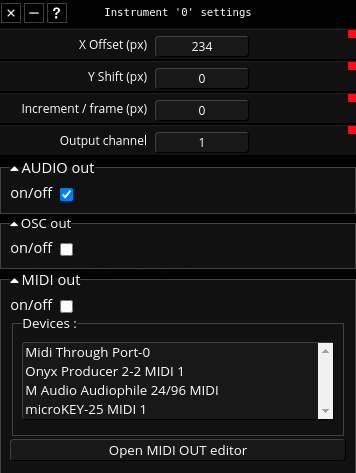 × – ? Instrument '0' settings
X Offset (px) 234
Y Shift (px) 0
Increment / frame (px) 0
Output channel 1
AUDIO out
on/off
OSC out
on/off
MIDI out
on/off
Devices :
Midi Through Port-0
Onyx Producer 2-2 MIDI 1
M Audio Audiophile 24/96 MIDI
microKEY-25 MIDI 1
Open MIDI OUT editor